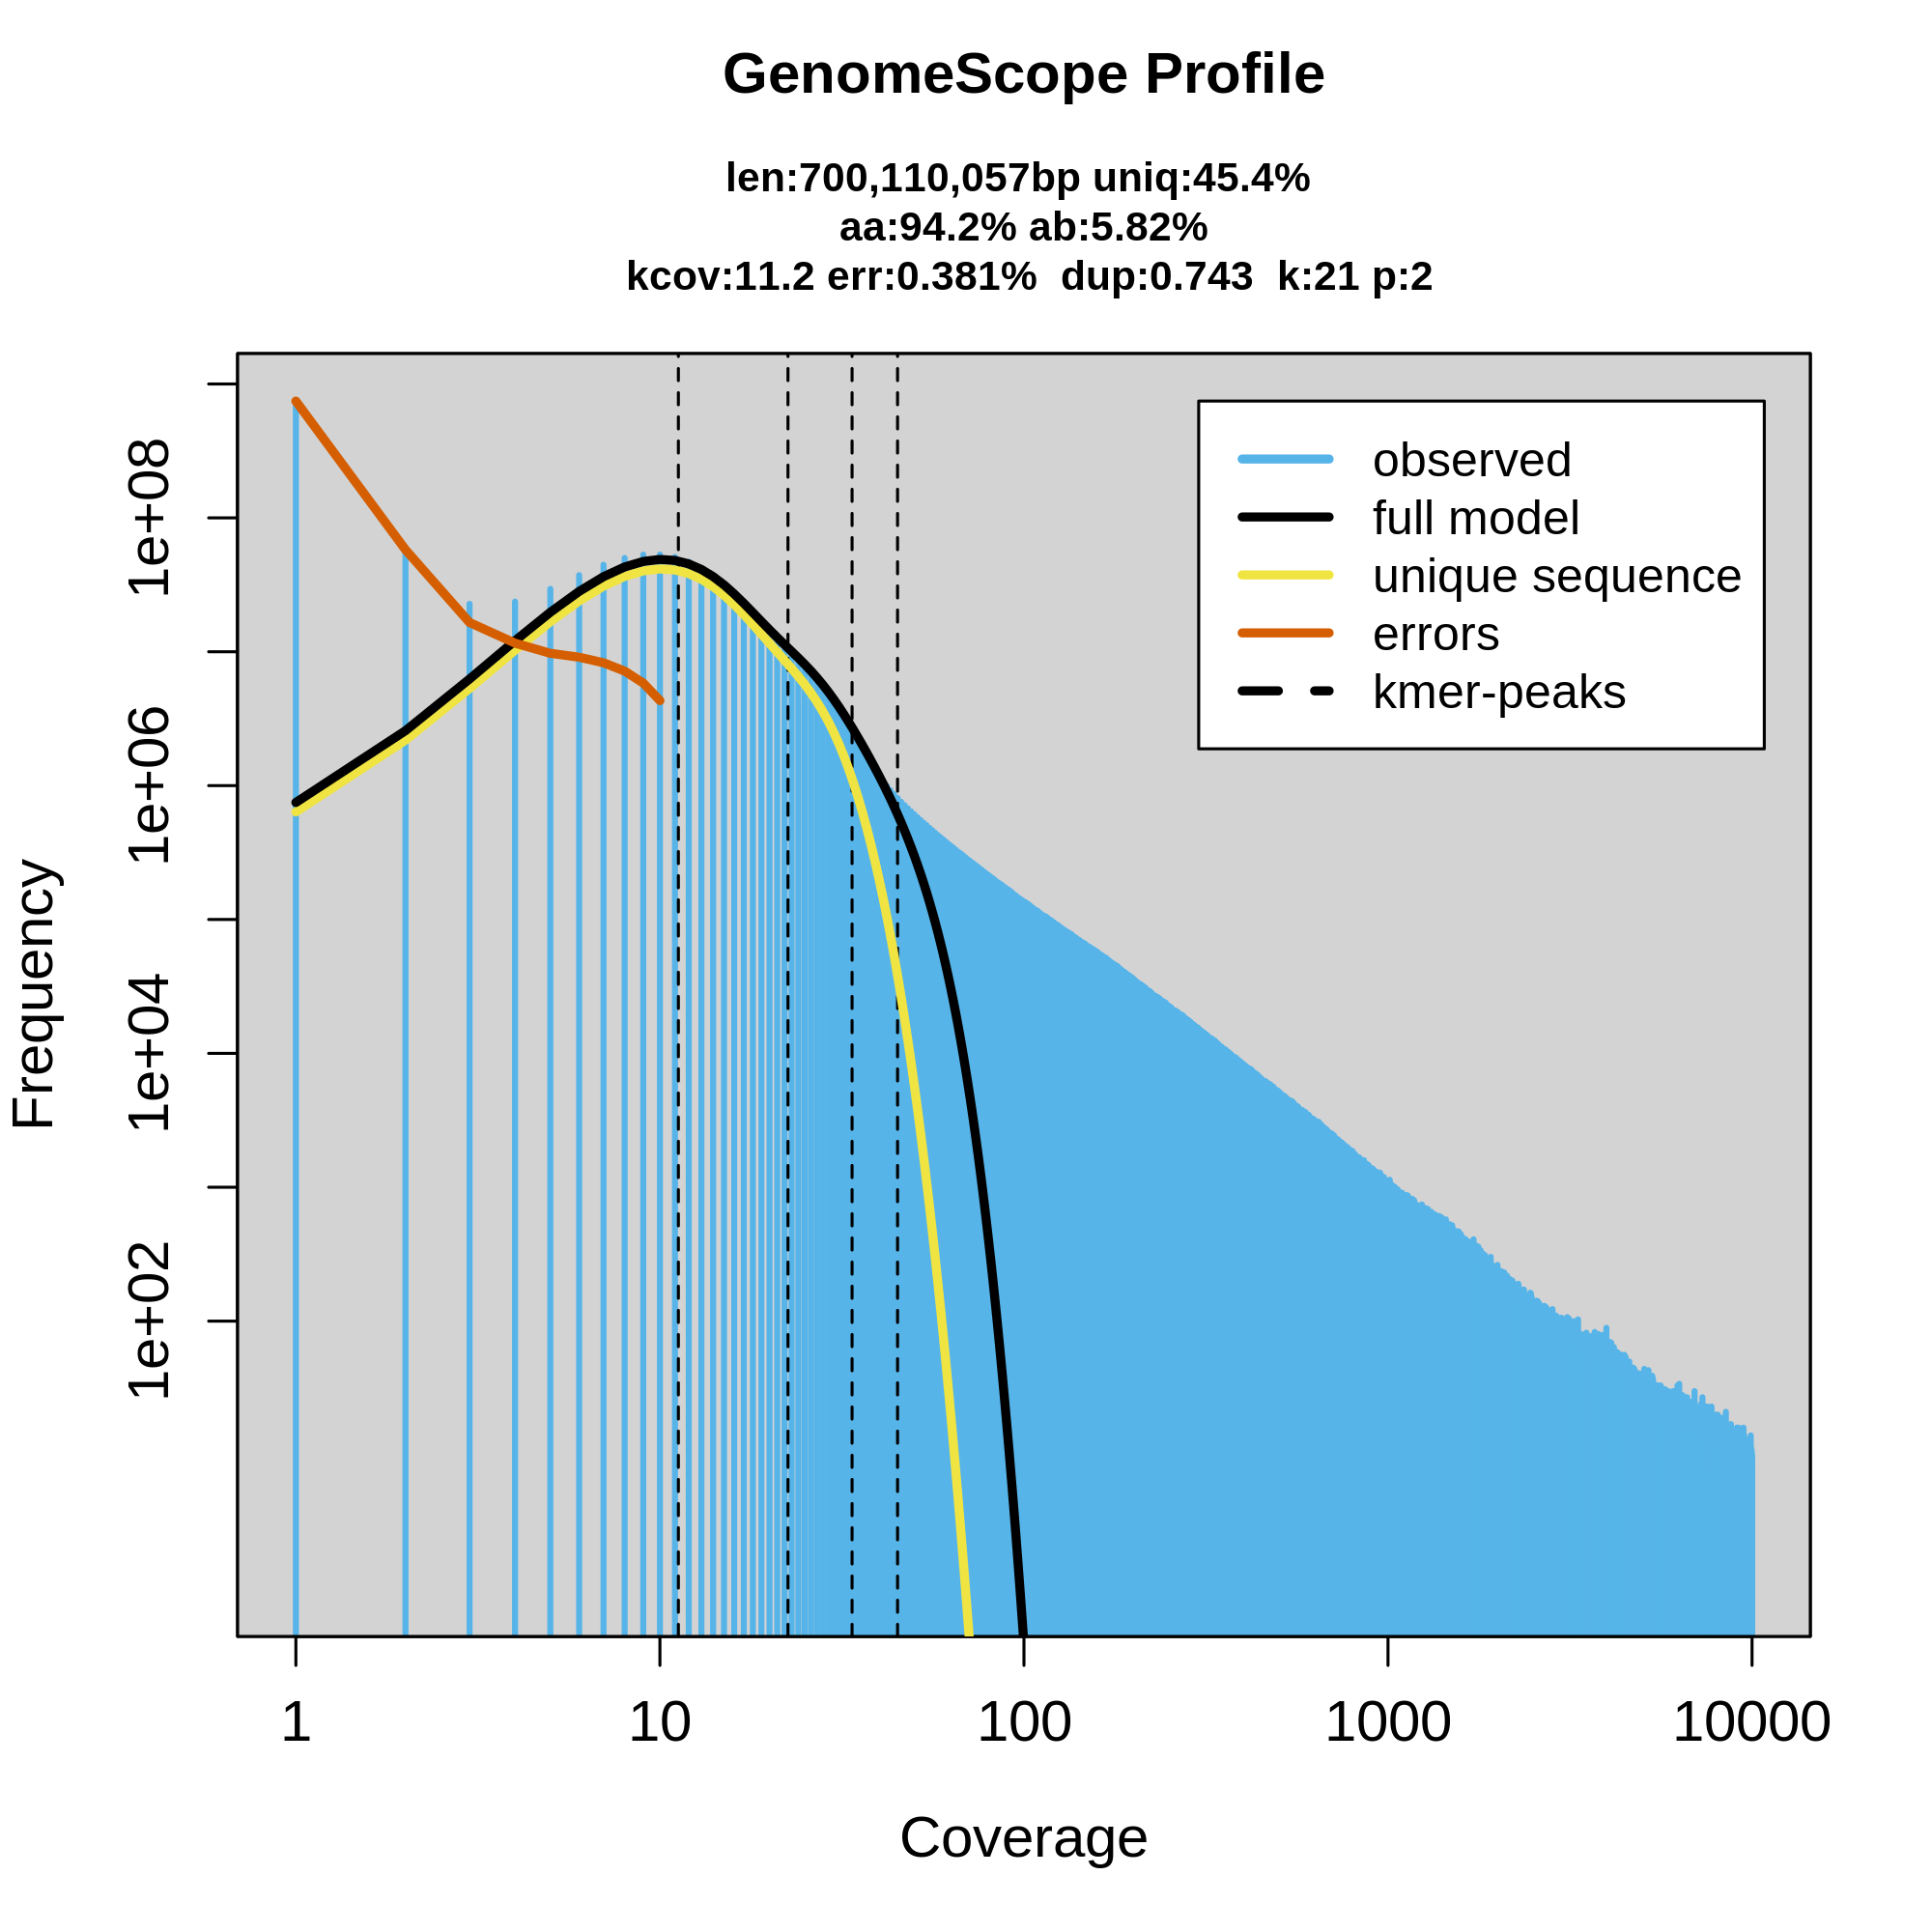 GenomeScope Profile
len:700,110,057bp uniq:45.4%
aa:94.2% ab:5.82%
kcov:11.2 err:0.381%  dup:0.743  k:21 p:2
observed
full model
unique sequence
errors
kmer-peaks
Frequency
1e+08
1e+06
1e+04
1e+02
1 10 100 1000 10000
Coverage